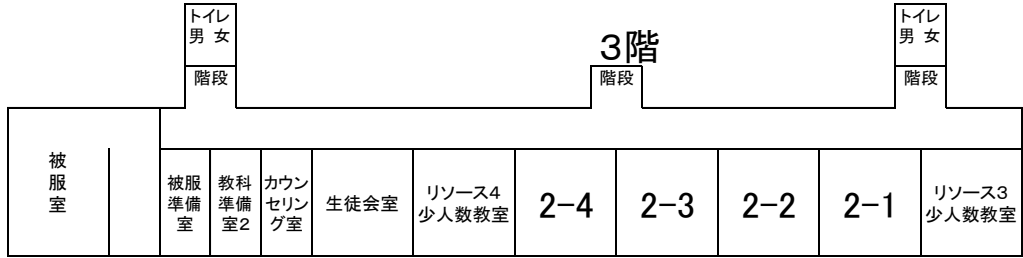 トイレ
男 女
階段
3階
階段
トイレ
男 女
階段
被
服
室
被服
準備
室
教科
準備
室2
カウン
セリン
グ室
生徒会室
リソース4
少人数教室
2-4
2-3
2-2
2-1
リソース3
少人数教室